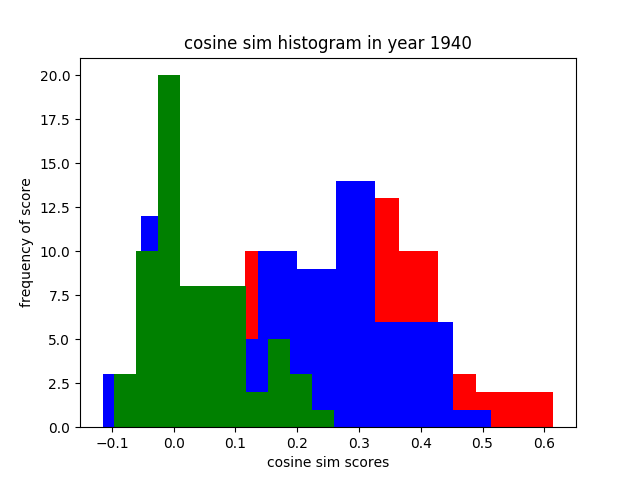 cosine sim histogram in year 1940
frequency of score
20.0
17.5
15.0
12.5
10.0
7.5
5.0
2.5
0.0
−0.1 0.0 0.1 0.2 0.3 0.4 0.5 0.6
cosine sim scores